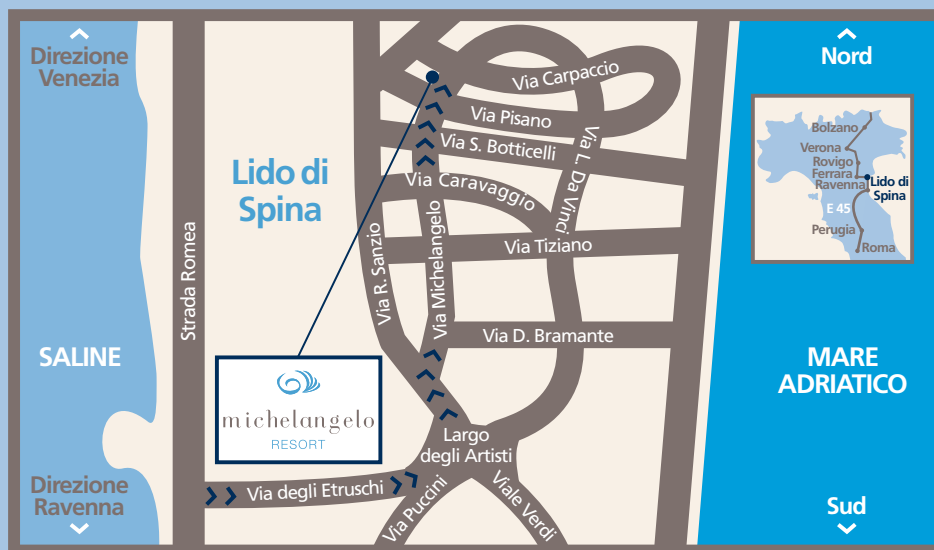 Direzione
Venezia
Nord
Via Carpaccio
Via Pisano
Via S. Botticelli
Via L. Da Vinci
Via Caravaggio
Lido di
Spina
Bolzano
Verona
Rovigo
Ferrara
Ravenna
Lido di
Spina
E 45
Perugia
Roma
Strada Romea
Via R. Sanzio
Via Michelangelo
Via Tiziano
Via D. Bramante
SALINE
MARE
ADRIATICO
michelangelo
RESORT
Largo
degli Artisti
Via degli Etruschi
Via Puccini
Viale Verdi
Direzione
Ravenna
Sud